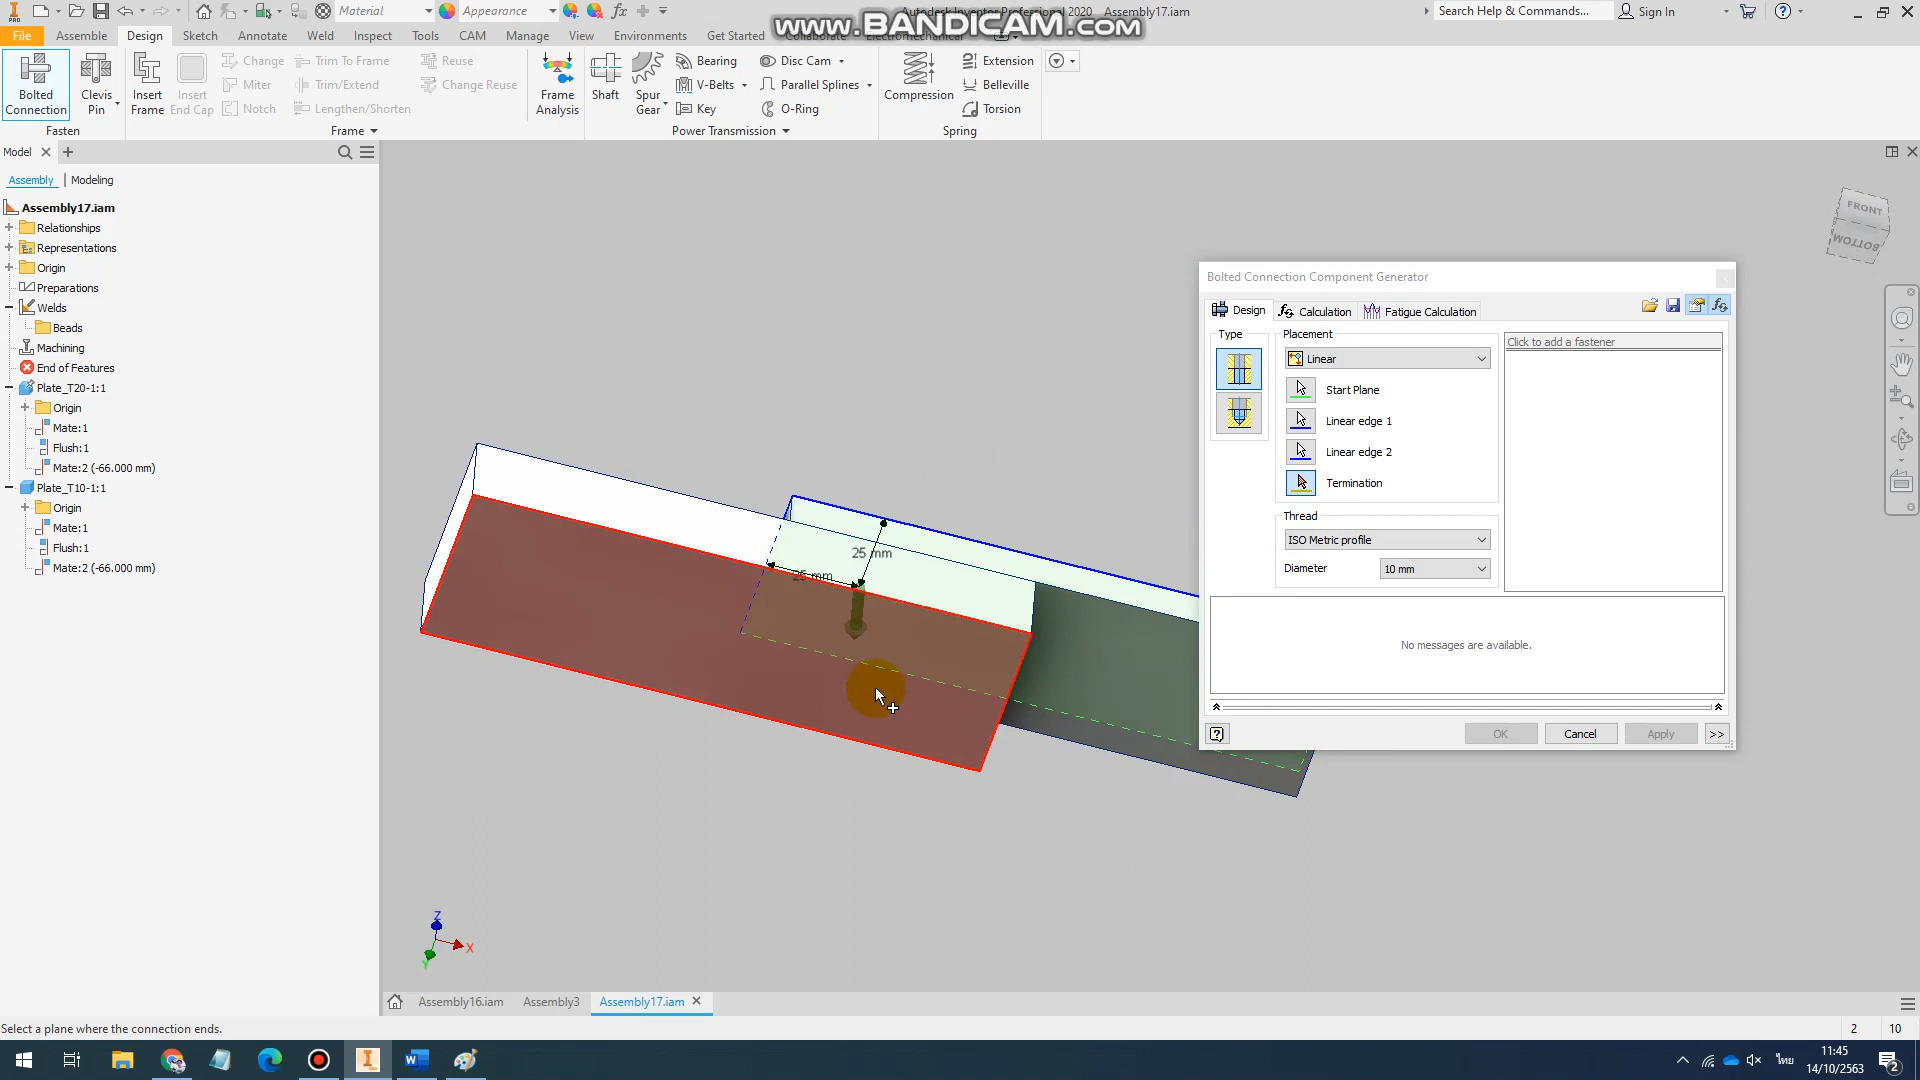 Material
Appearance
Autodesk Inventor Professional 2020 Assembly17.iam
Search Help & Commands...
Sign In
www.BANDICAM.com
File Assemble Design Sketch Annotate Weld Inspect Tools CAM Manage View Environments Get Started Collaborate Electromechanical
Bolted Connection
Clevis Pin
Insert Frame
Insert End Cap
Change
Miter
Notch
Trim To Frame
Trim/Extend
Lengthen/Shorten
Reuse
Change Reuse
Frame Analysis
Shaft
Spur Gear
Bearing
V-Belts
Key
Disc Cam
Parallel Splines
O-Ring
Compression
Extension
Belleville
Torsion
Fasten
Frame
Power Transmission
Spring
Model
Assembly | Modeling
Assembly17.iam
Relationships
Representations
Origin
Preparations
Welds
Beads
Machining
End of Features
Plate_T20-1:1
Origin
Mate:1
Flush:1
Mate:2 (-66.000 mm)
Plate_T10-1:1
Origin
Mate:1
Flush:1
Mate:2 (-66.000 mm)
FRONT
BOTTOM
25 mm
25 mm
Z
X
Y
Bolted Connection Component Generator
Design Calculation Fatigue Calculation
Type
Placement
Linear
Start Plane
Linear edge 1
Linear edge 2
Termination
Thread
ISO Metric profile
Diameter 10 mm
Click to add a fastener
No messages are available.
OK Cancel Apply >>
Assembly16.iam Assembly3 Assembly17.iam
Select a plane where the connection ends.
2 10
ไทย
11:45
14/10/2563
2